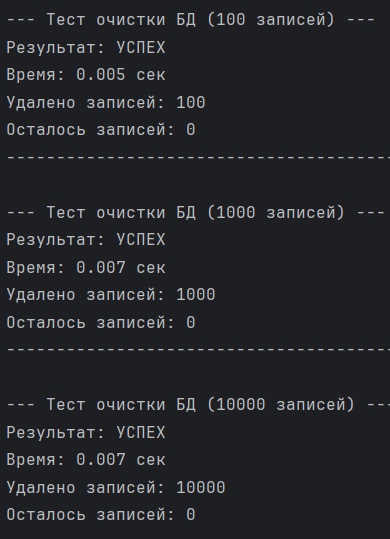 --- Тест очистки БД (100 записей) ---
Результат: УСПЕХ
Время: 0.005 сек
Удалено записей: 100
Осталось записей: 0
---------------------------------------
--- Тест очистки БД (1000 записей) ---
Результат: УСПЕХ
Время: 0.007 сек
Удалено записей: 1000
Осталось записей: 0
---------------------------------------
--- Тест очистки БД (10000 записей) ---
Результат: УСПЕХ
Время: 0.007 сек
Удалено записей: 10000
Осталось записей: 0